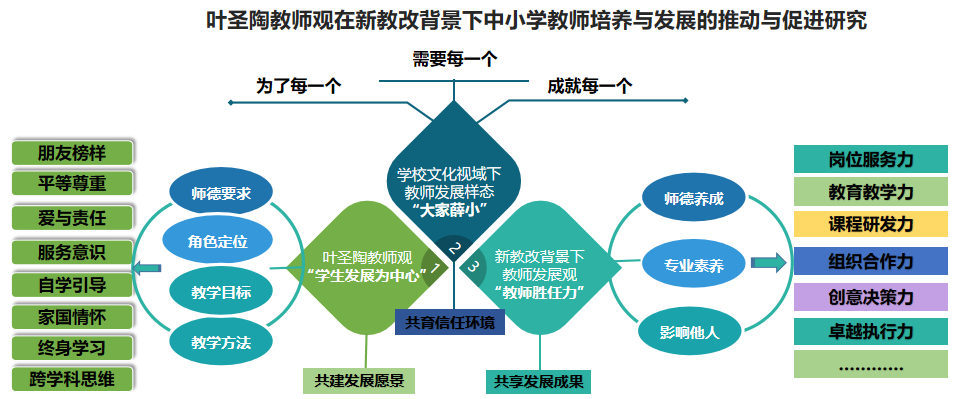 叶圣陶教师观在新教改背景下中小学教师培养与发展的推动与促进研究
需要每一个
为了每一个
成就每一个
朋友榜样
平等尊重
爱与责任
服务意识
自学引导
家国情怀
终身学习
跨学科思维
师德要求
角色定位
教学目标
教学方法
叶圣陶教师观
“学生发展为中心”
1
学校文化视域下
教师发展样态
“大家薛小”
2
3
新教改背景下
教师发展观
“教师胜任力”
共育信任环境
共建发展愿景
共享发展成果
师德养成
专业素养
影响他人
岗位服务力
教育教学力
课程研发力
组织合作力
创意决策力
卓越执行力
…………